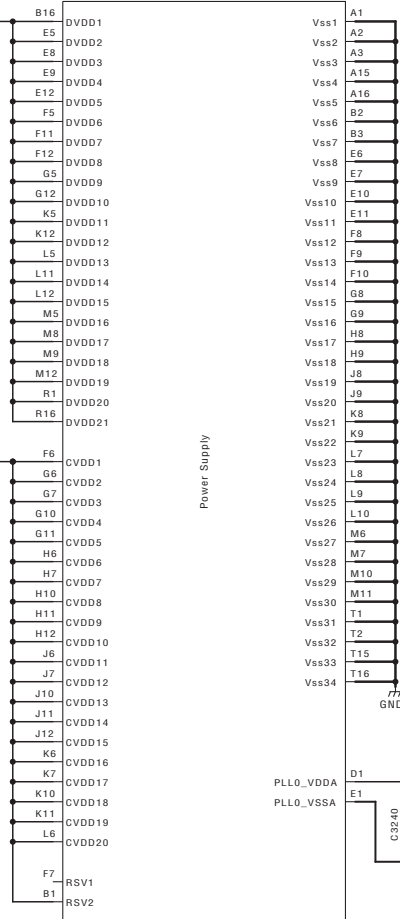 B16 DVDD1 Vss1 A1
E5 DVDD2 Vss2 A2
E8 DVDD3 Vss3 A3
E9 DVDD4 Vss4 A15
E12 DVDD5 Vss5 A16
F5 DVDD6 Vss6 B2
F11 DVDD7 Vss7 B3
F12 DVDD8 Vss8 E6
G5 DVDD9 Vss9 E7
G12 DVDD10 Vss10 E10
K5 DVDD11 Vss11 E11
K12 DVDD12 Vss12 F8
L5 DVDD13 Vss13 F9
L11 DVDD14 Vss14 F10
L12 DVDD15 Vss15 G8
M5 DVDD16 Vss16 G9
M8 DVDD17 Vss17 H8
M9 DVDD18 Vss18 H9
M12 DVDD19 Vss19 J8
R1 DVDD20 Vss20 J9
R16 DVDD21 Vss21 K8
Vss22 K9
F6 CVDD1 Vss23 L7
G6 CVDD2 Vss24 L8
G7 CVDD3 Vss25 L9
G10 CVDD4 Vss26 L10
G11 CVDD5 Vss27 M6
H6 CVDD6 Vss28 M7
H7 CVDD7 Vss29 M10
H10 CVDD8 Vss30 M11
H11 CVDD9 Vss31 T1
H12 CVDD10 Vss32 T2
J6 CVDD11 Vss33 T15
J7 CVDD12 Vss34 T16
J10 CVDD13
GND
J11 CVDD14
J12 CVDD15
K6 CVDD16
K7 CVDD17 PLL0_VDDA D1
K10 CVDD18 PLL0_VSSA E1
K11 CVDD19
L6 CVDD20
F7 RSV1
B1 RSV2
Power Supply
C3240